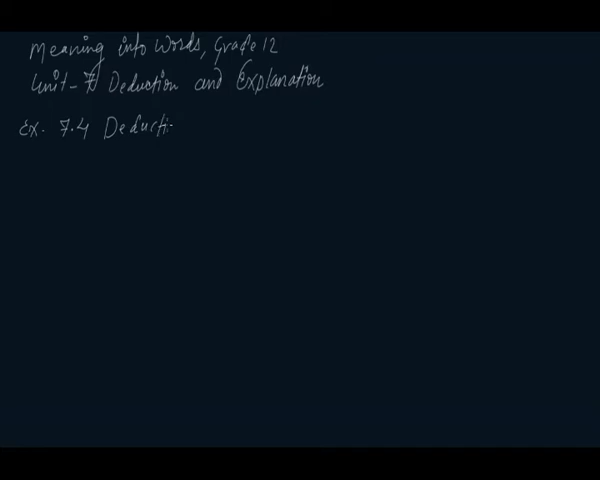 Meaning into Words, Grade 12
Unit-7 Deduction and Explanation
Ex. 7.4 Deducti